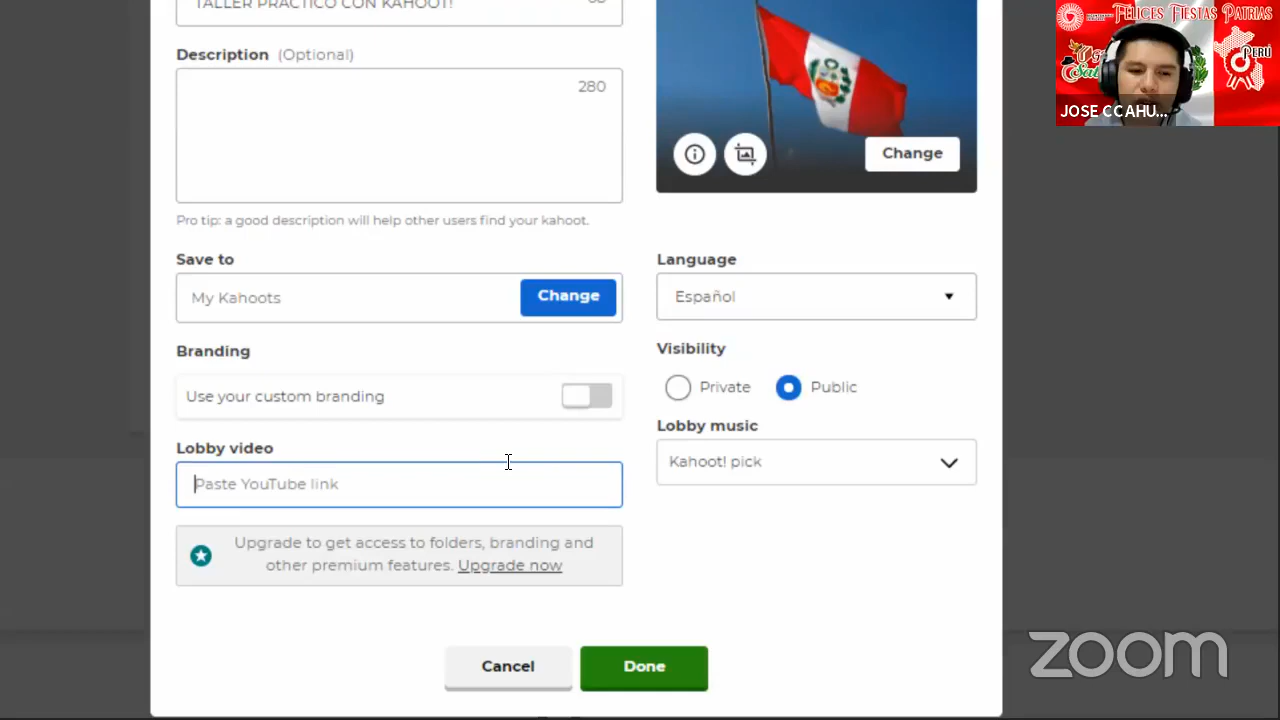 TALLER PRÁCTICO CON KAHOOT!
Description (Optional)
280
Pro tip: a good description will help other users find your kahoot.
Save to
My Kahoots
Change
Branding
Use your custom branding
Lobby video
Paste YouTube link
Upgrade to get access to folders, branding and
other premium features. Upgrade now
Cancel
Done
Change
Language
Español
Visibility
Private
Public
Lobby music
Kahoot! pick
FELICES FIESTAS PATRIAS
PERÚ
JOSE CCAHU...
zoom